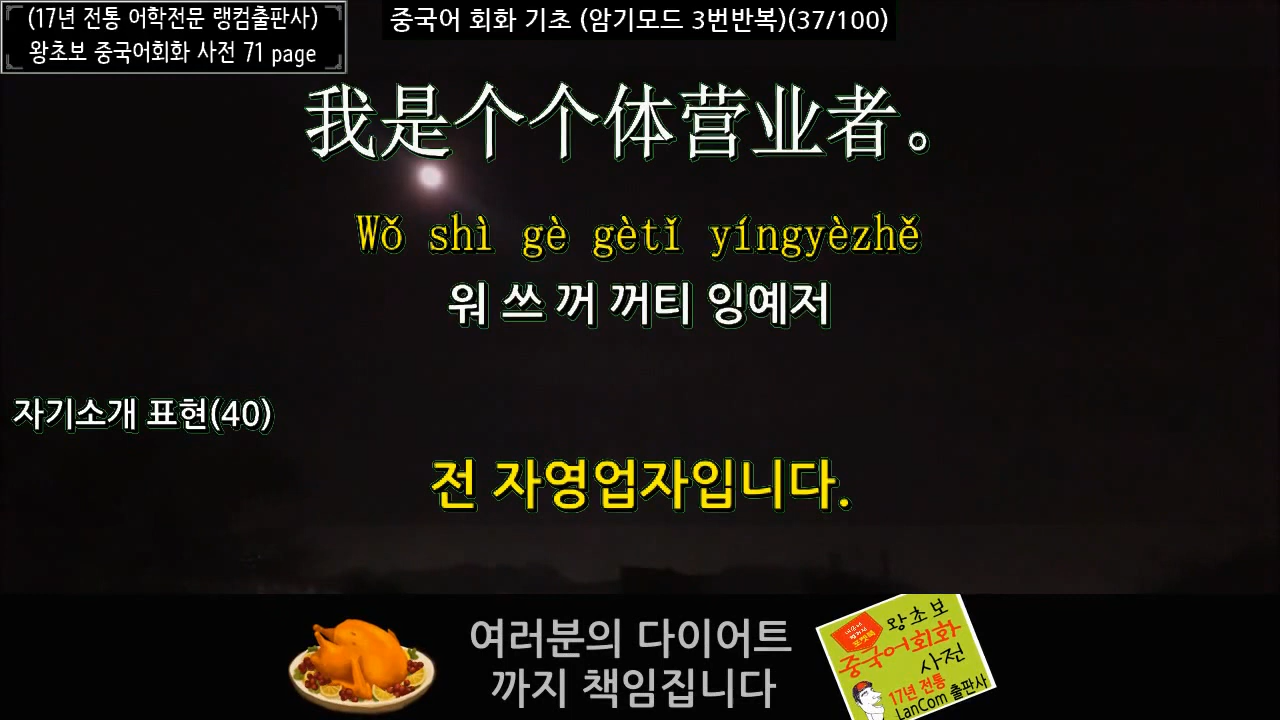 (17년 전통 어학전문 랭컴출판사)
왕초보 중국어회화 사전 71 page
중국어 회화 기초 (암기모드 3번반복)(37/100)
我是个个体营业者。
Wǒ shì gè gètǐ yíngyèzhě
워 쓰 꺼 꺼티 잉예저
자기소개 표현(40)
전 자영업자입니다.
여러분의 다이어트
까지 책임집니다
왕초보
중국어회화
사전
17년 전통
LanCom 출판사